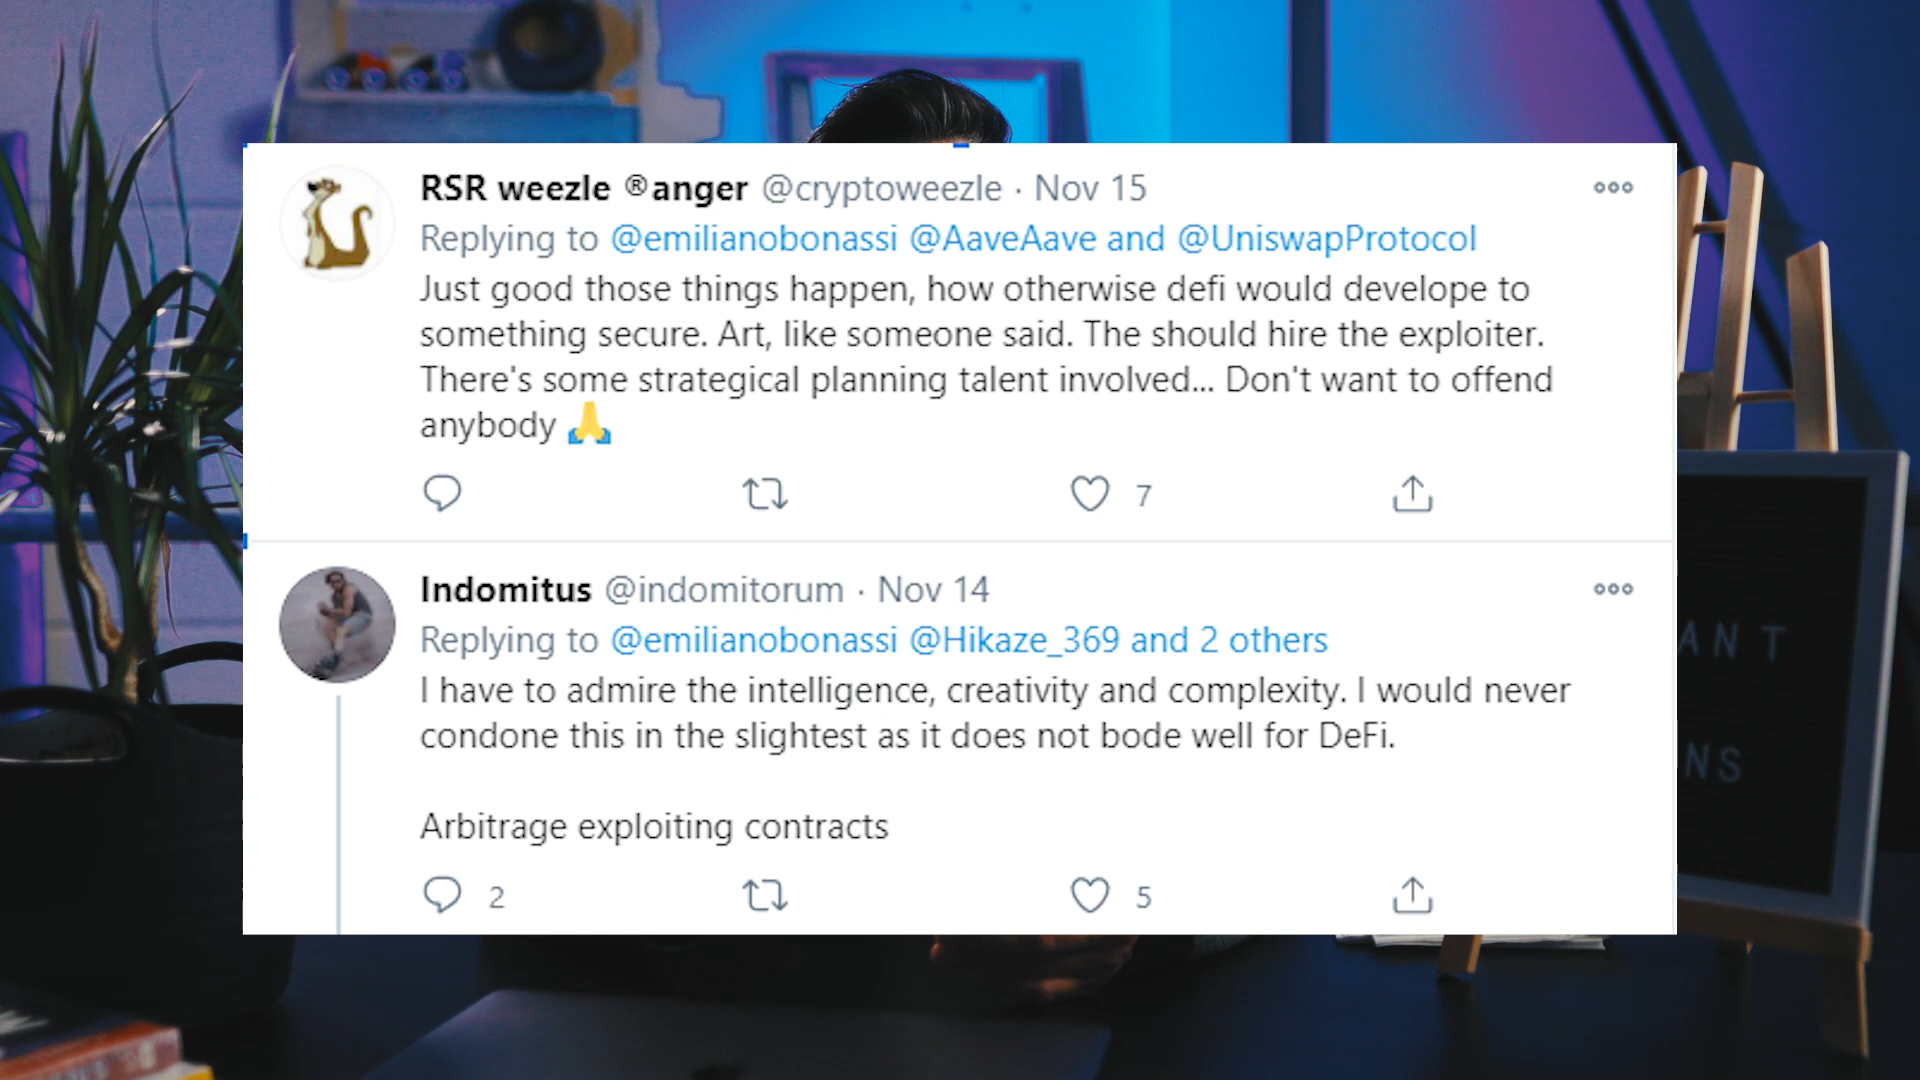 RSR weezle ®anger @cryptoweezle · Nov 15
Replying to @emilianobonassi @AaveAave and @UniswapProtocol
Just good those things happen, how otherwise defi would develope to
something secure. Art, like someone said. The should hire the exploiter.
There's some strategical planning talent involved... Don't want to offend
anybody 🙏
7
Indomitus @indomitorum · Nov 14
Replying to @emilianobonassi @Hikaze_369 and 2 others
I have to admire the intelligence, creativity and complexity. I would never
condone this in the slightest as it does not bode well for DeFi.
Arbitrage exploiting contracts
2 5
ANT
NS